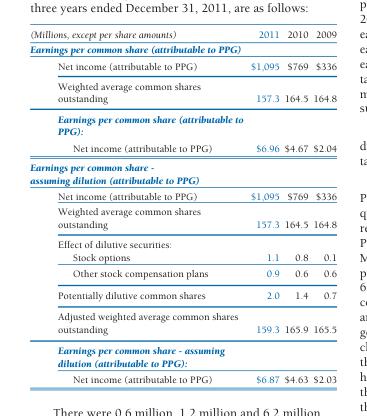 three years ended December 31, 2011, are as follows:
(Millions, except per share amounts) 2011 2010 2009
Earnings per common share (attributable to PPG)
Net income (attributable to PPG) $1,095 $769 $336
Weighted average common shares
outstanding 157.3 164.5 164.8
Earnings per common share (attributable to
PPG):
Net income (attributable to PPG) $6.96 $4.67 $2.04
Earnings per common share -
assuming dilution (attributable to PPG)
Net income (attributable to PPG) $1,095 $769 $336
Weighted average common shares
outstanding 157.3 164.5 164.8
Effect of dilutive securities:
Stock options 1.1 0.8 0.1
Other stock compensation plans 0.9 0.6 0.6
Potentially dilutive common shares 2.0 1.4 0.7
Adjusted weighted average common shares
outstanding 159.3 165.9 165.5
Earnings per common share - assuming
dilution (attributable to PPG):
Net income (attributable to PPG) $6.87 $4.63 $2.03
There were 0.6 million, 1.2 million and 6.2 million